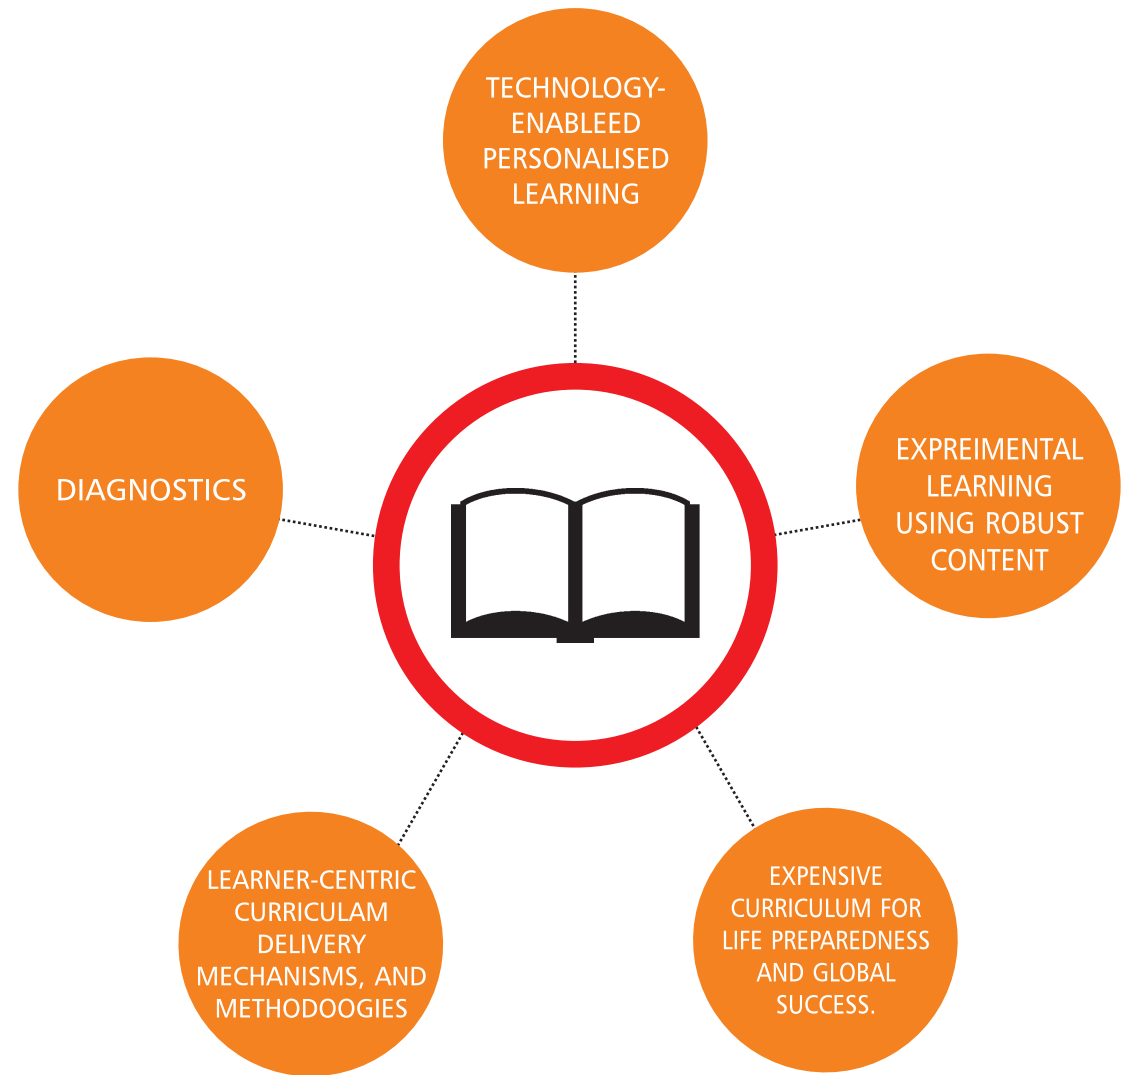 TECHNOLOGY-
ENABLEED
PERSONALISED
LEARNING
EXPREIMENTAL
LEARNING
USING ROBUST
CONTENT
DIAGNOSTICS
EXPENSIVE
CURRICULUM FOR
LIFE PREPAREDNESS
AND GLOBAL
SUCCESS.
LEARNER-CENTRIC
CURRICULAM
DELIVERY
MECHANISMS, AND
METHODOOGIES